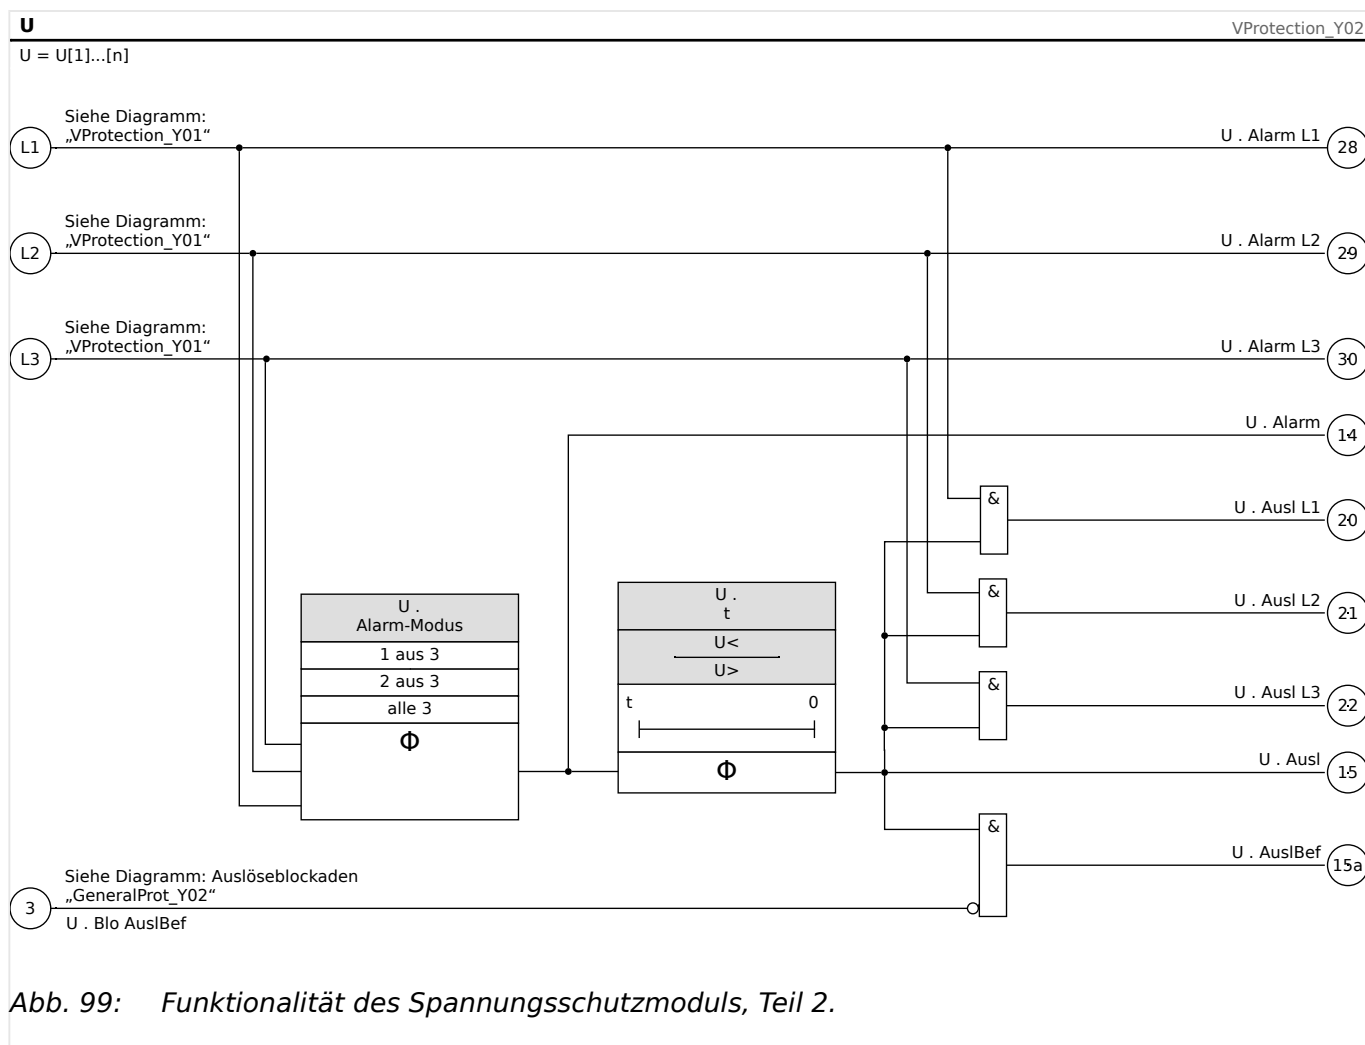 U
VProtection_Y02
U = U[1]...[n]
Siehe Diagramm:
„VProtection_Y01“
L1
U . Alarm L1
28
Siehe Diagramm:
„VProtection_Y01“
L2
U . Alarm L2
29
Siehe Diagramm:
„VProtection_Y01“
L3
U . Alarm L3
30
U . Alarm
14
&
U . Ausl L1
20
&
U . Ausl L2
21
&
U . Ausl L3
22
U .
Alarm-Modus
1 aus 3
2 aus 3
alle 3
Φ
U .
t
U<
U>
t 0
Φ
U . Ausl
15
&
U . AuslBef
15a
Siehe Diagramm: Auslöseblockaden
„GeneralProt_Y02“
3
U . Blo AuslBef
Abb. 99: Funktionalität des Spannungsschutzmoduls, Teil 2.